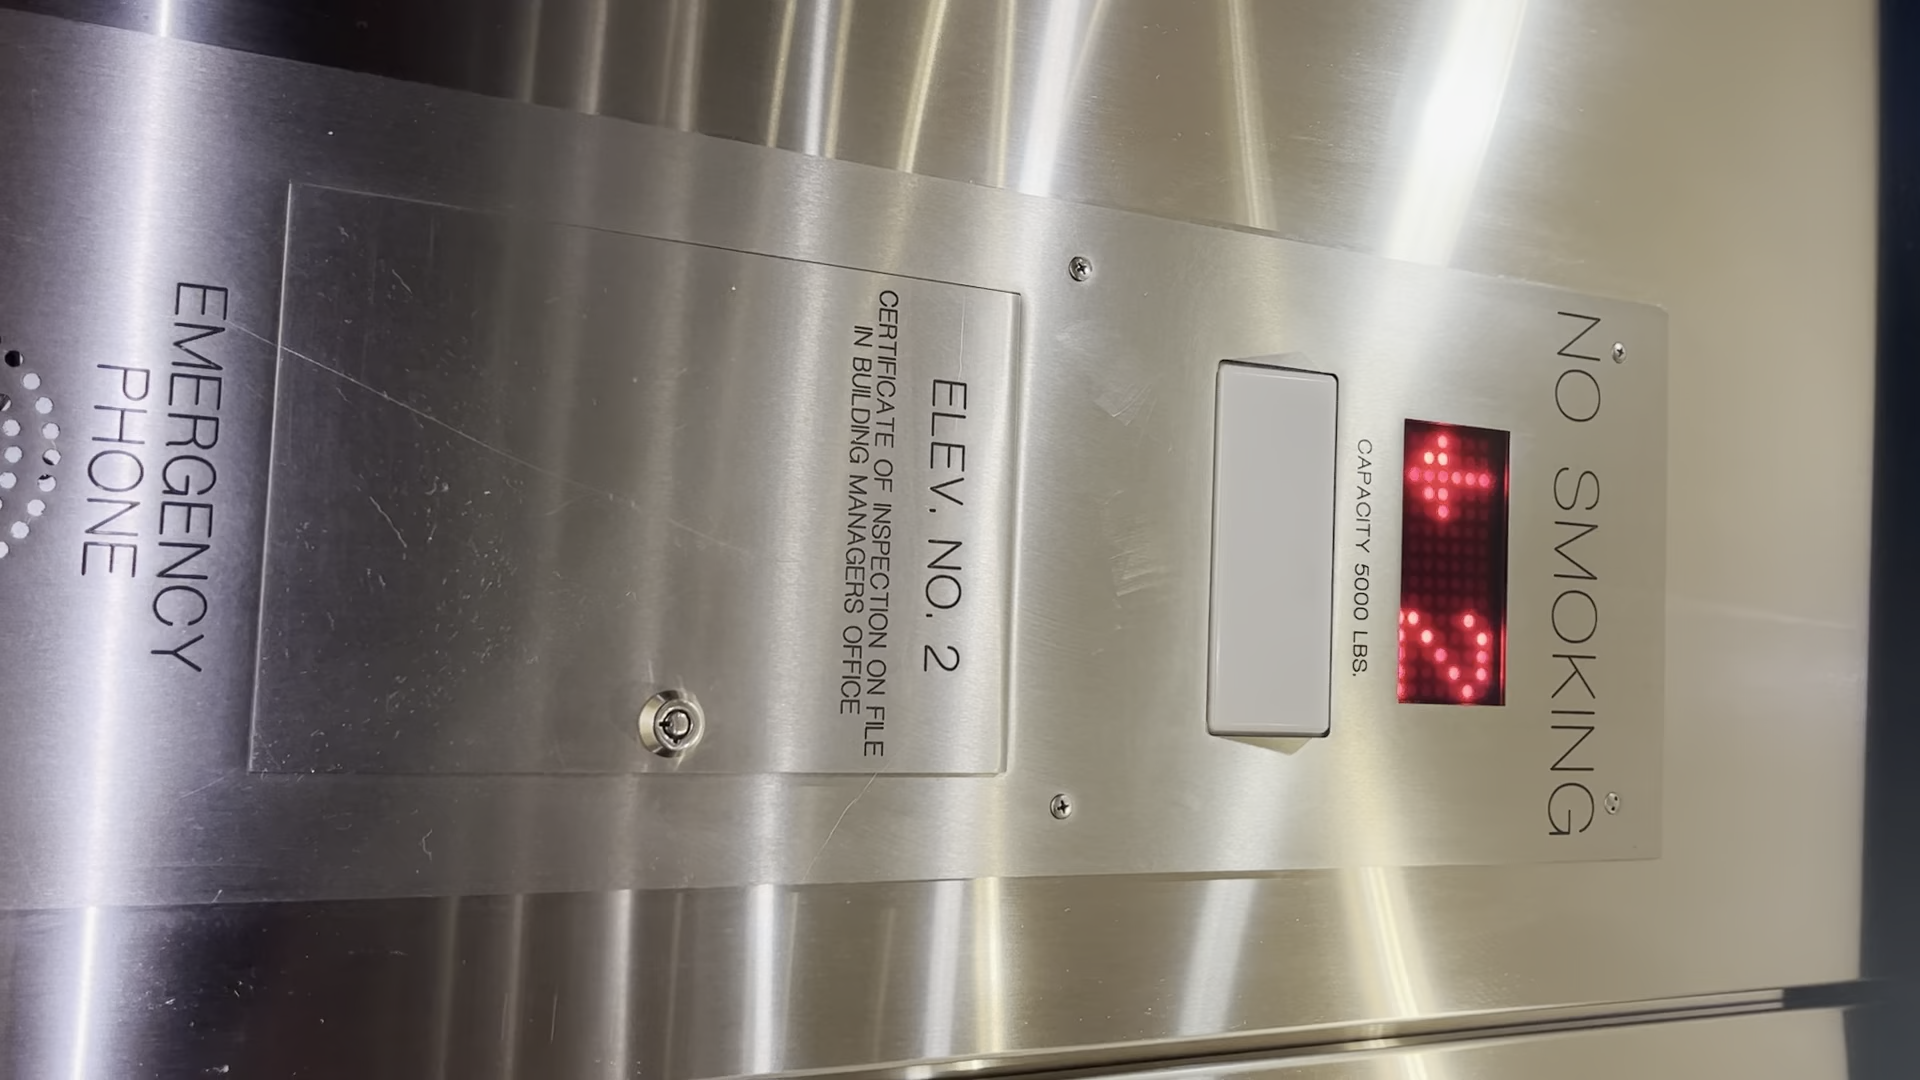 NO SMOKING
2
CAPACITY 5000 LBS.
ELEV. NO. 2
CERTIFICATE OF INSPECTION ON FILE
IN BUILDING MANAGERS OFFICE
EMERGENCY
PHONE